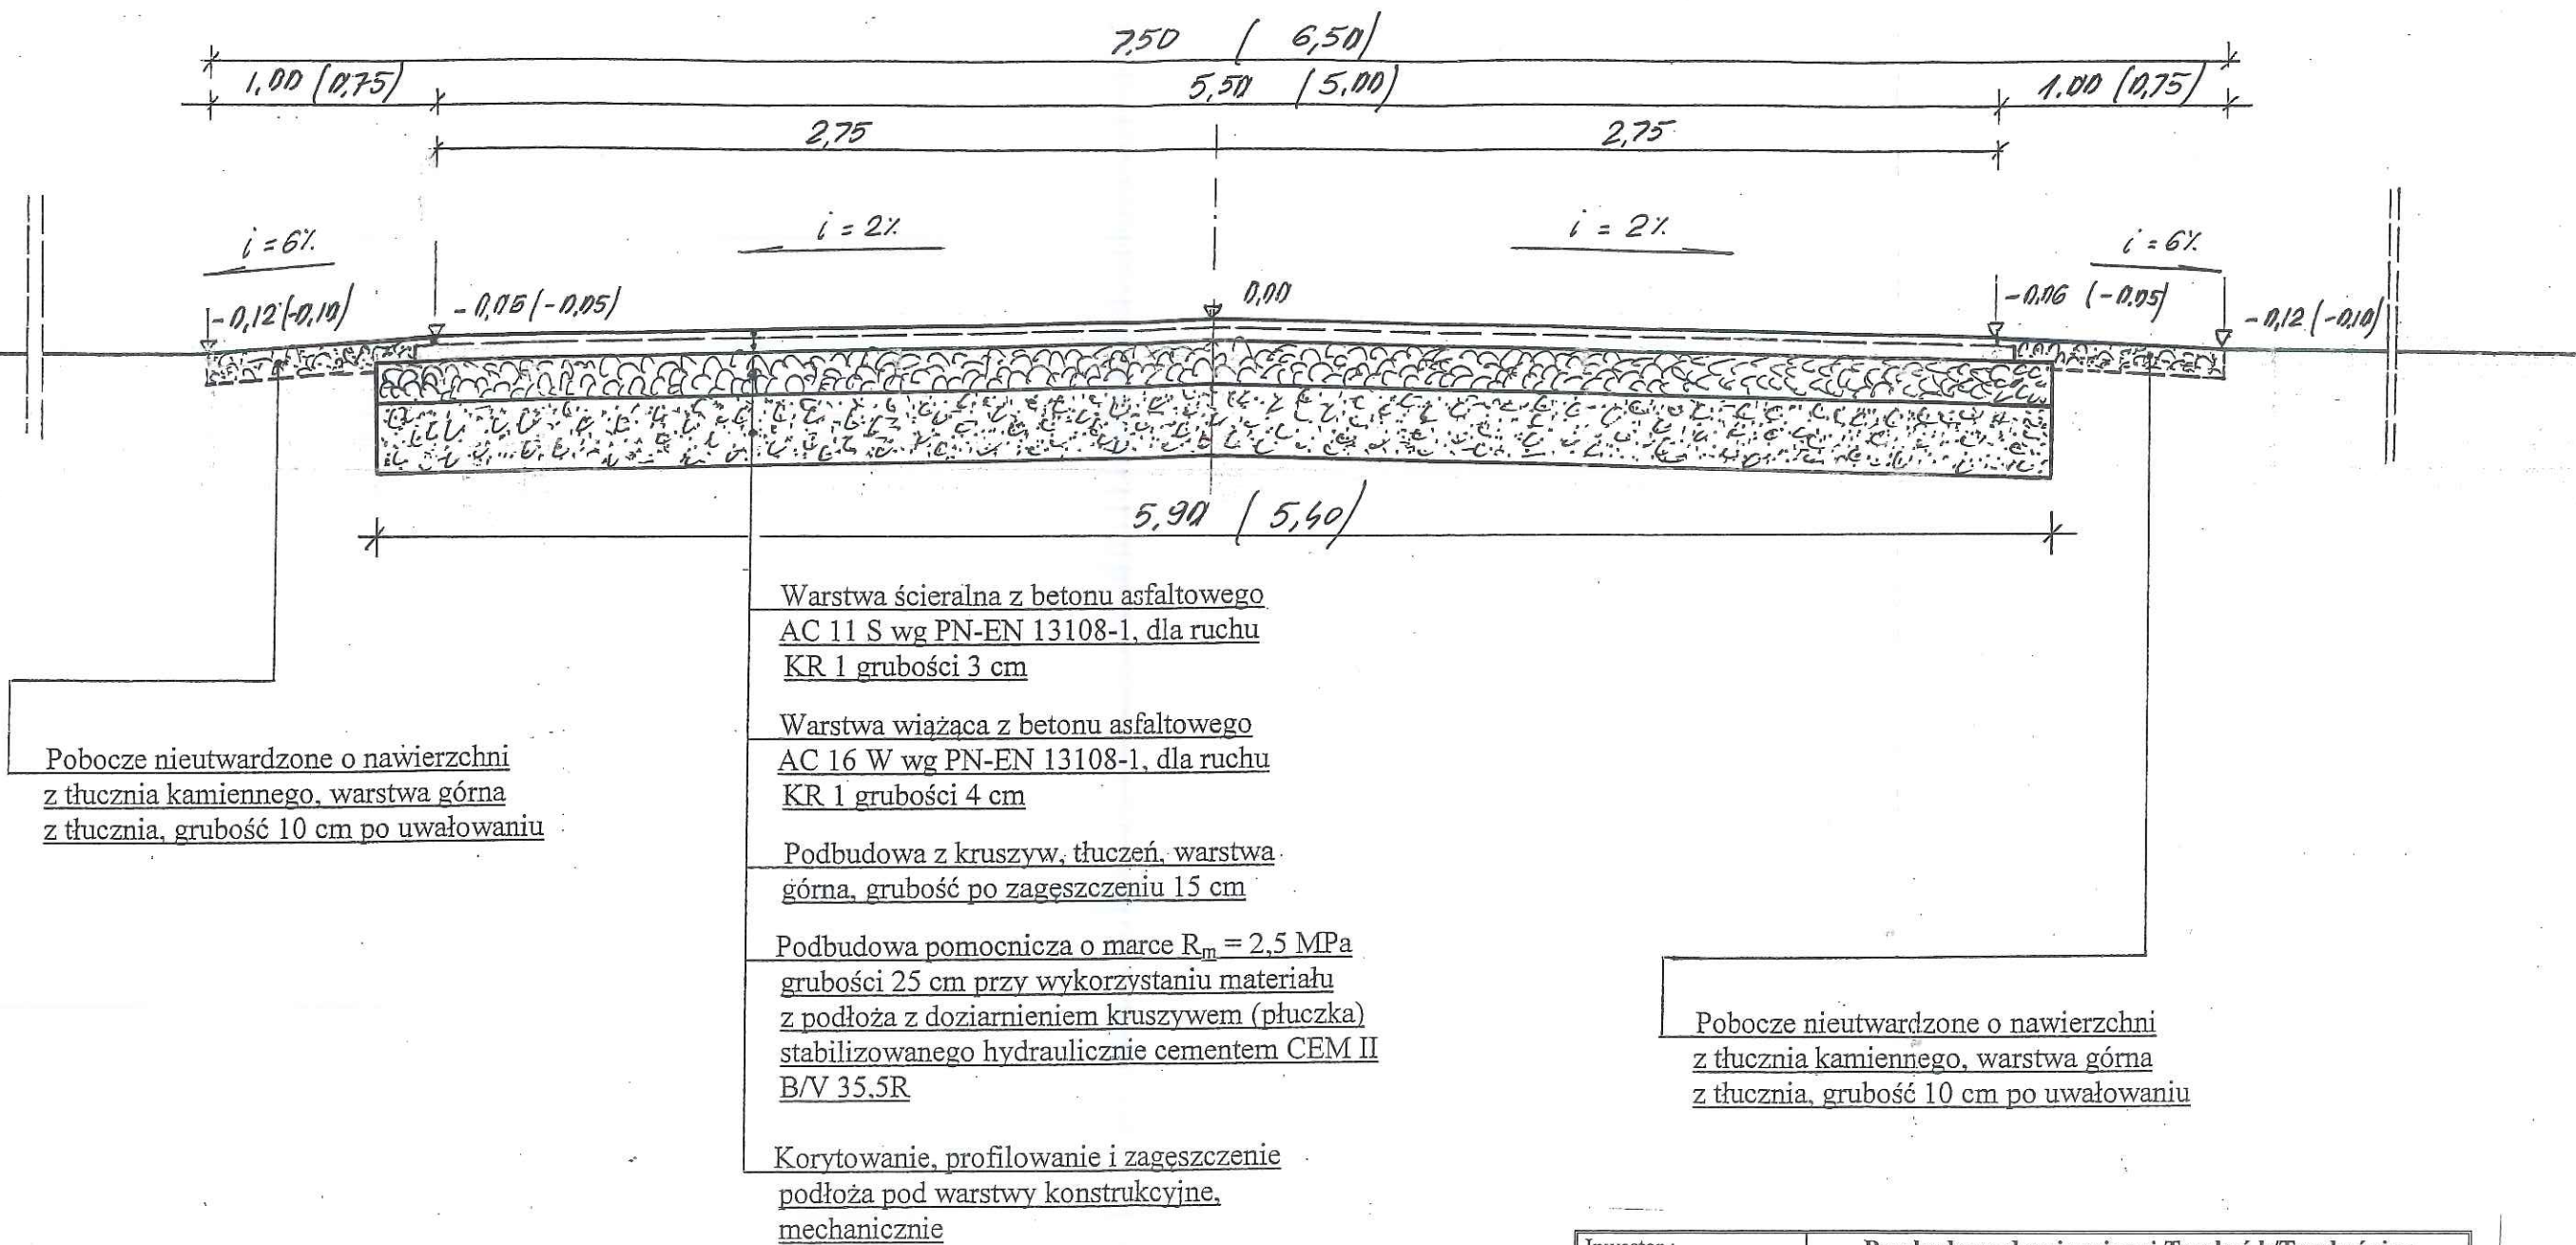 7,50 ( 6,50)
1,00 (0,75)
5,50 (5,00)
1.00 (0,75)
2,75
2,75
i = 6%
i = 2%
i = 2%
i = 6%
-0,12 (-0,10)
-0,05 (-0,05)
0,00
-0,06 (-0,05)
-0,12 (-0,10)
5,90 ( 5,40)
Warstwa ścieralna z betonu asfaltowego
AC 11 S wg PN-EN 13108-1, dla ruchu
KR 1 grubości 3 cm
Warstwa wiążąca z betonu asfaltowego
AC 16 W wg PN-EN 13108-1, dla ruchu
KR 1 grubości 4 cm
Podbudowa z kruszyw, tłuczeń, warstwa
górna, grubość po zagęszczeniu 15 cm
Podbudowa pomocnicza o marce Rm = 2,5 MPa
grubości 25 cm przy wykorzystaniu materiału
z podłoża z doziarnieniem kruszywem (płuczka)
stabilizowanego hydraulicznie cementem CEM II
B/V 35,5R
Korytowanie, profilowanie i zagęszczenie
podłoża pod warstwy konstrukcyjne,
mechanicznie
Pobocze nieutwardzone o nawierzchni
z tłucznia kamiennego, warstwa górna
z tłucznia, grubość 10 cm po uwałowaniu
Pobocze nieutwardzone o nawierzchni
z tłucznia kamiennego, warstwa górna
z tłucznia, grubość 10 cm po uwałowaniu